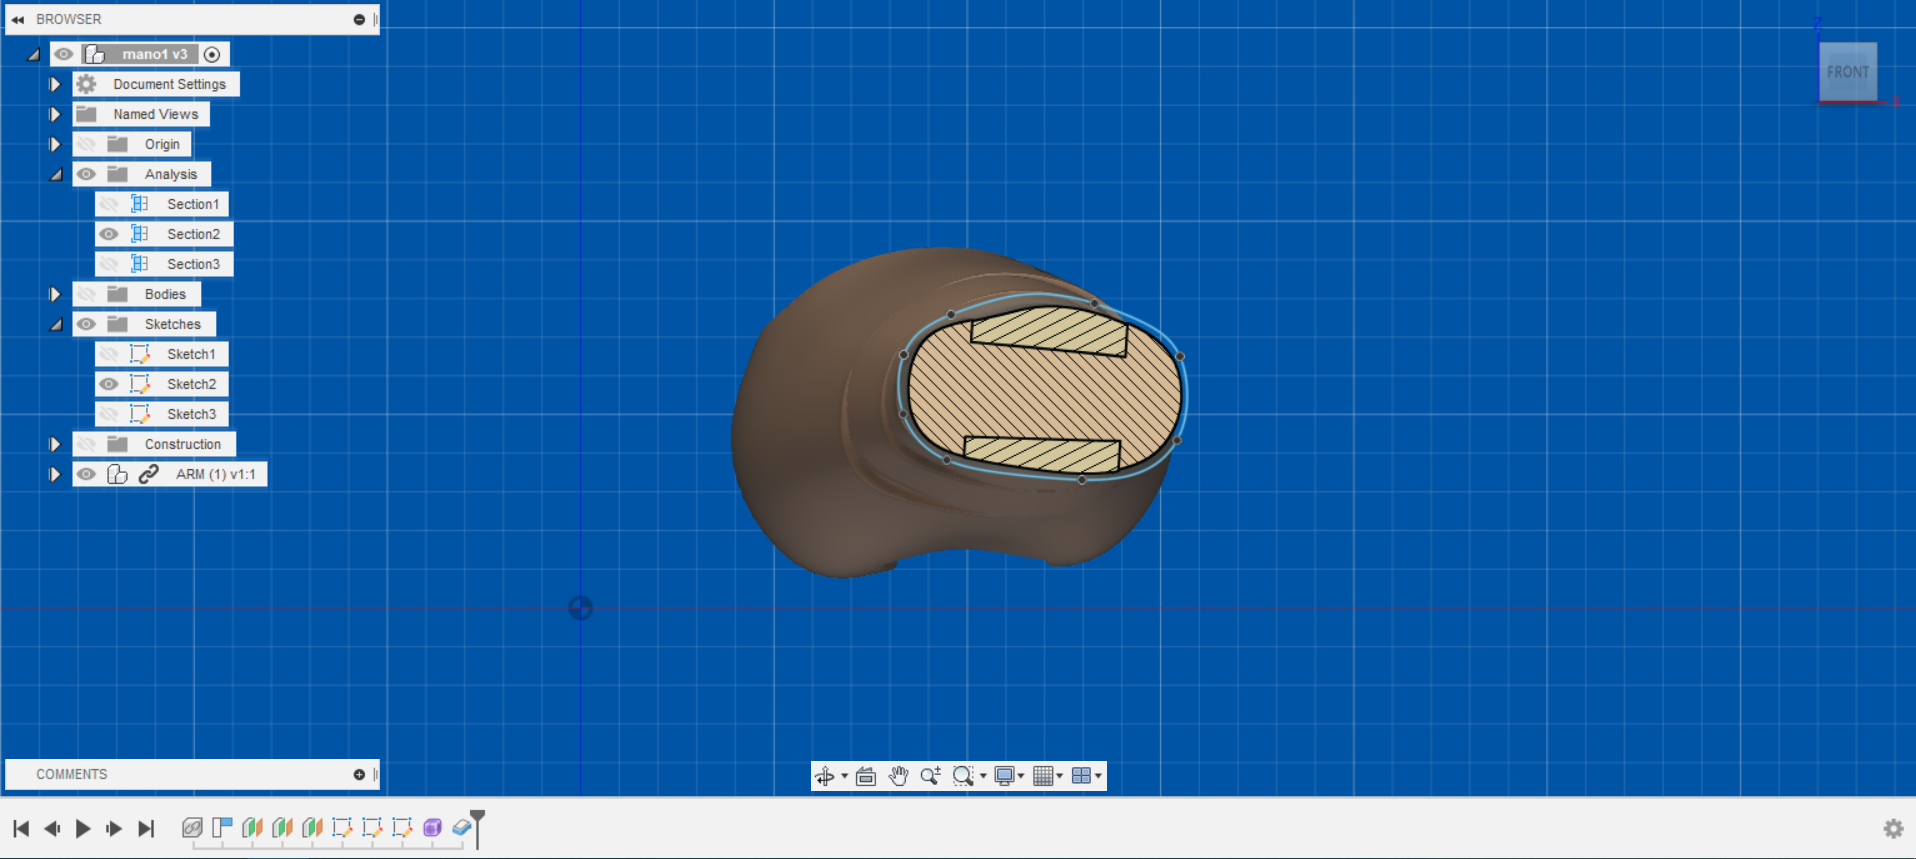 BROWSER
mano1 v3
Document Settings
Named Views
Origin
Analysis
Section1
Section2
Section3
Bodies
Sketches
Sketch1
Sketch2
Sketch3
Construction
ARM (1) v1:1
Z
FRONT
X
COMMENTS